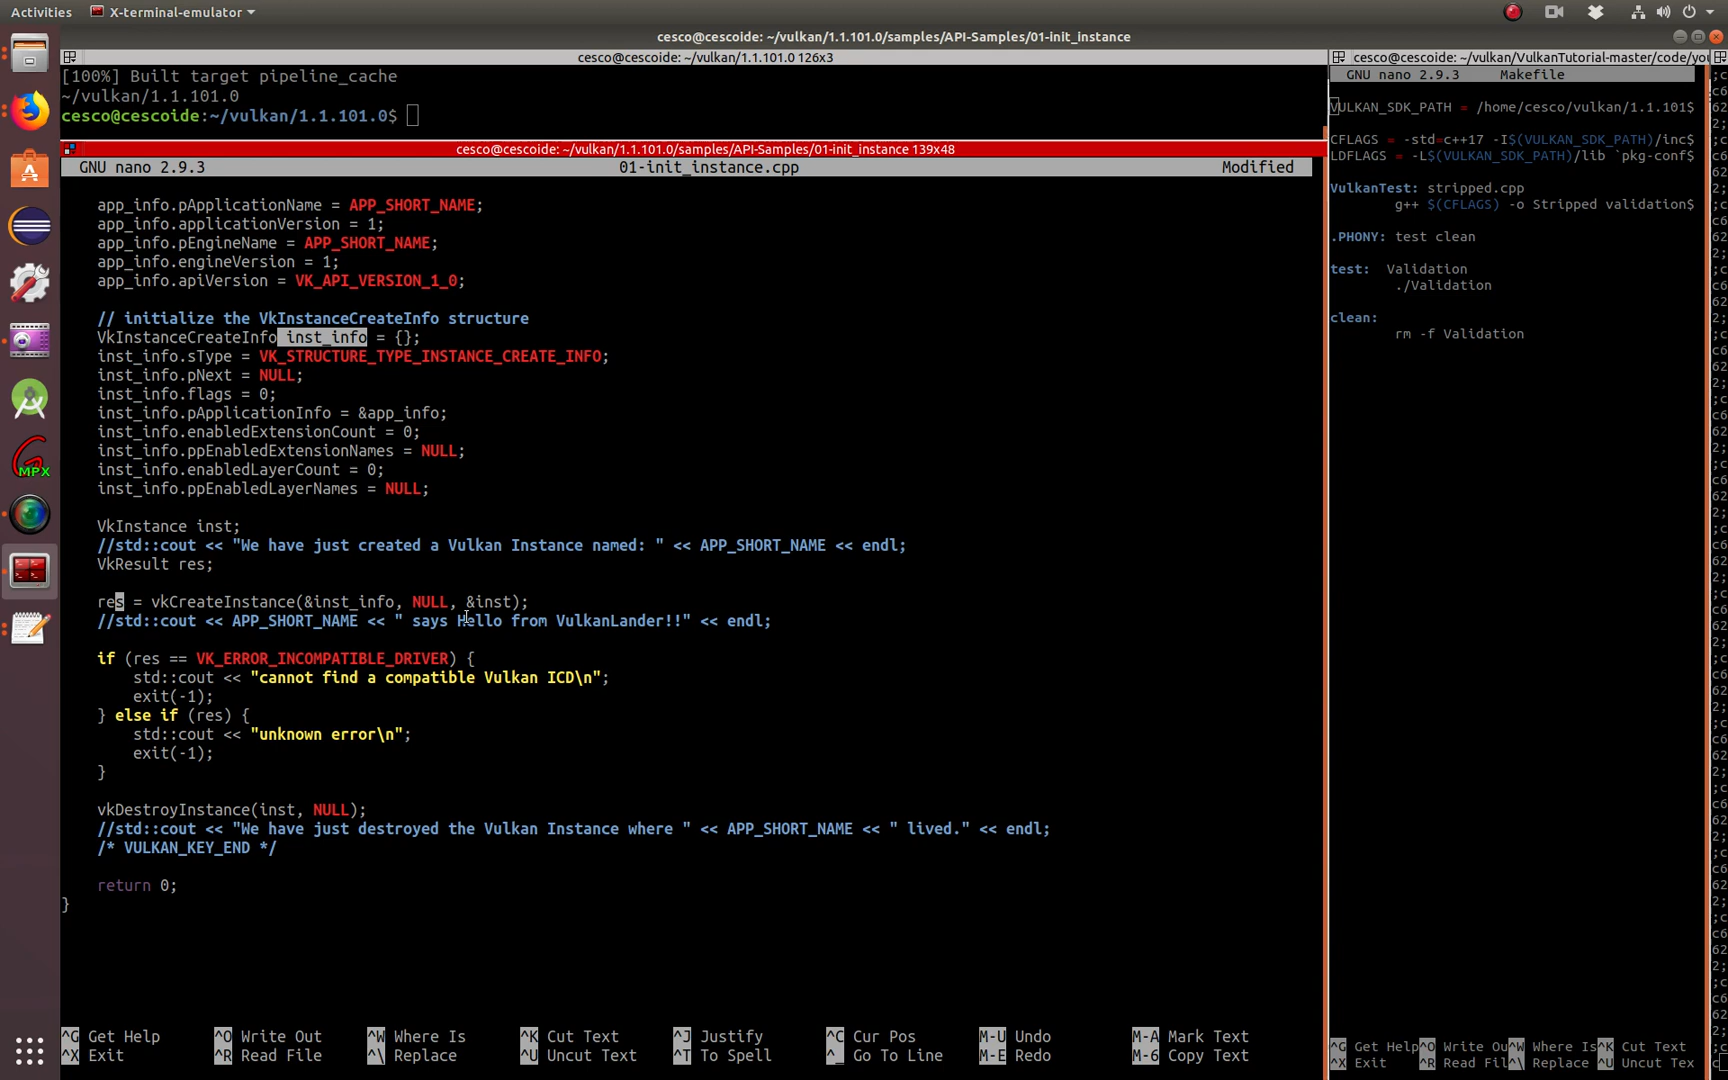 Activities
X-terminal-emulator
cesco@cescoide: ~/vulkan/1.1.101.0/samples/API-Samples/01-init_instance
cesco@cescoide: ~/vulkan/1.1.101.0 126x3
[100%] Built target pipeline_cache
~/vulkan/1.1.101.0
cesco@cescoide:~/vulkan/1.1.101.0$
cesco@cescoide: ~/vulkan/1.1.101.0/samples/API-Samples/01-init_instance 139x48
GNU nano 2.9.3 01-init_instance.cpp Modified
app_info.pApplicationName = APP_SHORT_NAME;
app_info.applicationVersion = 1;
app_info.pEngineName = APP_SHORT_NAME;
app_info.engineVersion = 1;
app_info.apiVersion = VK_API_VERSION_1_0;
// initialize the VkInstanceCreateInfo structure
VkInstanceCreateInfo inst_info = {};
inst_info.sType = VK_STRUCTURE_TYPE_INSTANCE_CREATE_INFO;
inst_info.pNext = NULL;
inst_info.flags = 0;
inst_info.pApplicationInfo = &app_info;
inst_info.enabledExtensionCount = 0;
inst_info.ppEnabledExtensionNames = NULL;
inst_info.enabledLayerCount = 0;
inst_info.ppEnabledLayerNames = NULL;
VkInstance inst;
//std::cout << "We have just created a Vulkan Instance named: " << APP_SHORT_NAME << endl;
VkResult res;
res = vkCreateInstance(&inst_info, NULL, &inst);
//std::cout << APP_SHORT_NAME << " says Hello from VulkanLander!!" << endl;
if (res == VK_ERROR_INCOMPATIBLE_DRIVER) {
std::cout << "cannot find a compatible Vulkan ICD\n";
exit(-1);
} else if (res) {
std::cout << "unknown error\n";
exit(-1);
}
vkDestroyInstance(inst, NULL);
//std::cout << "We have just destroyed the Vulkan Instance where " << APP_SHORT_NAME << " lived." << endl;
/* VULKAN_KEY_END */
return 0;
}
^G Get Help ^O Write Out ^W Where Is ^K Cut Text ^J Justify ^C Cur Pos M-U Undo M-A Mark Text
^X Exit ^R Read File ^\ Replace ^U Uncut Text ^T To Spell ^_ Go To Line M-E Redo M-6 Copy Text
cesco@cescoide: ~/vulkan/VulkanTutorial-master/code/you
GNU nano 2.9.3 Makefile
VULKAN_SDK_PATH = /home/cesco/vulkan/1.1.101$
CFLAGS = -std=c++17 -I$(VULKAN_SDK_PATH)/inc$
LDFLAGS = -L$(VULKAN_SDK_PATH)/lib `pkg-conf$
VulkanTest: stripped.cpp
g++ $(CFLAGS) -o Stripped validation$
.PHONY: test clean
test: Validation
./Validation
clean:
rm -f Validation
^G Get Help ^O Write Ou ^W Where Is ^K Cut Text
^X Exit ^R Read Fil ^\ Replace ^U Uncut Tex
MPX